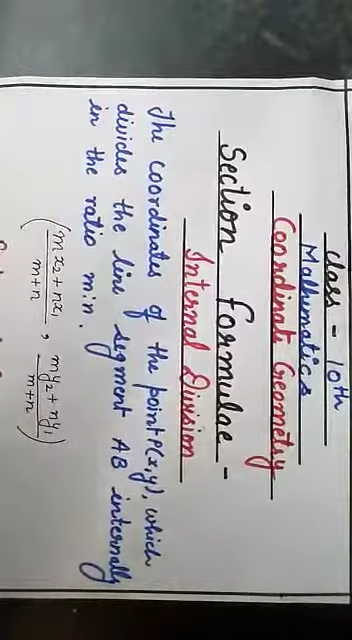 Class - 10th
Mathematics
Coordinate Geometry
Section formulae -
Internal Division
The coordinates of the point P(x,y), which
divides the line segment AB internally
in the ratio m:n.
(mx₂+nx₁/m+n , my₂+ny₁/m+n)